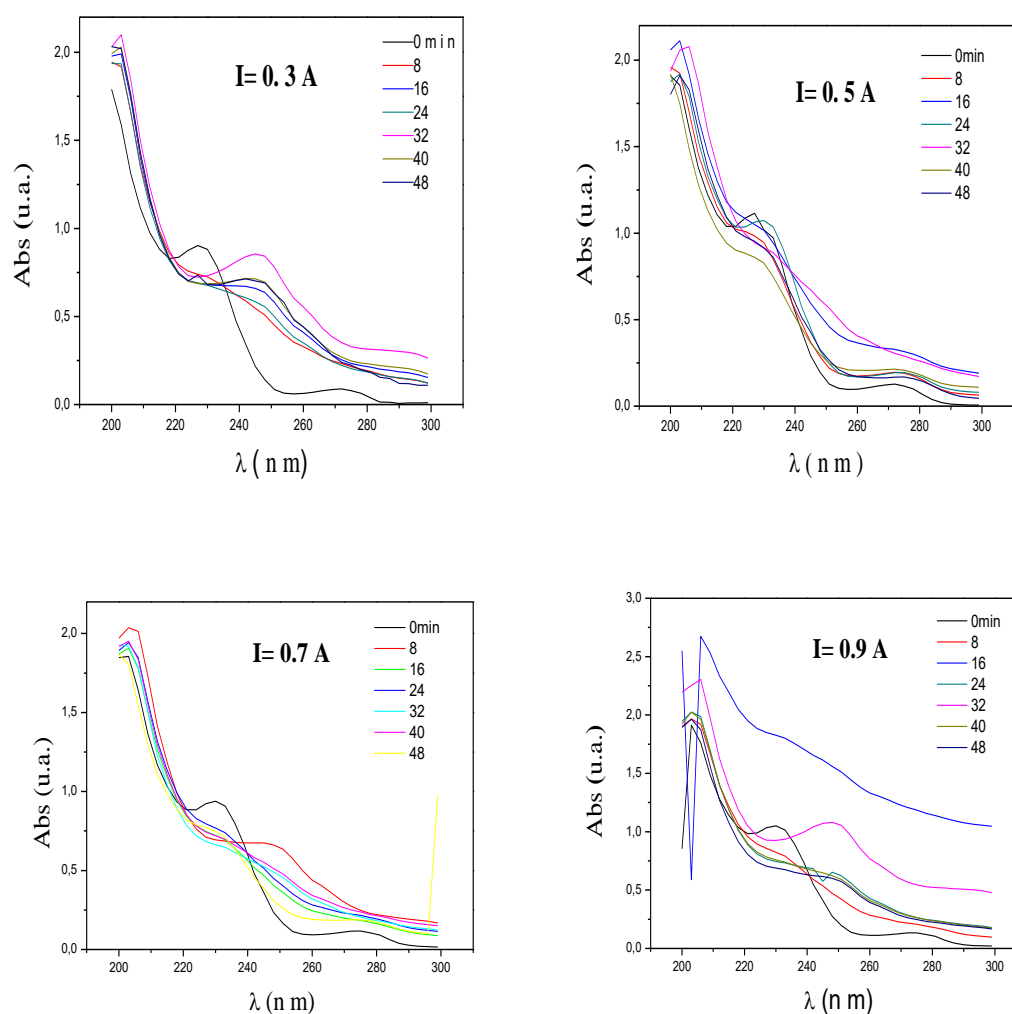 I= 0. 3 A
0 m i n
8
16
24
32
40
48
2,0
1,5
1,0
0,5
0,0
Abs (u.a.)
200 220 240 260 280 300
λ ( n m)
I= 0. 5 A
0min
8
16
24
32
40
48
2,0
1,5
1,0
0,5
0,0
Abs (u.a.)
200 220 240 260 280 300
λ ( n m )
I= 0.7 A
0min
8
16
24
32
40
48
2,0
1,5
1,0
0,5
0,0
Abs (u.a.)
200 220 240 260 280 300
λ (n m)
I= 0.9 A
0min
8
16
24
32
40
48
3,0
2,5
2,0
1,5
1,0
0,5
0,0
Abs (u.a.)
200 220 240 260 280 300
λ (n m)